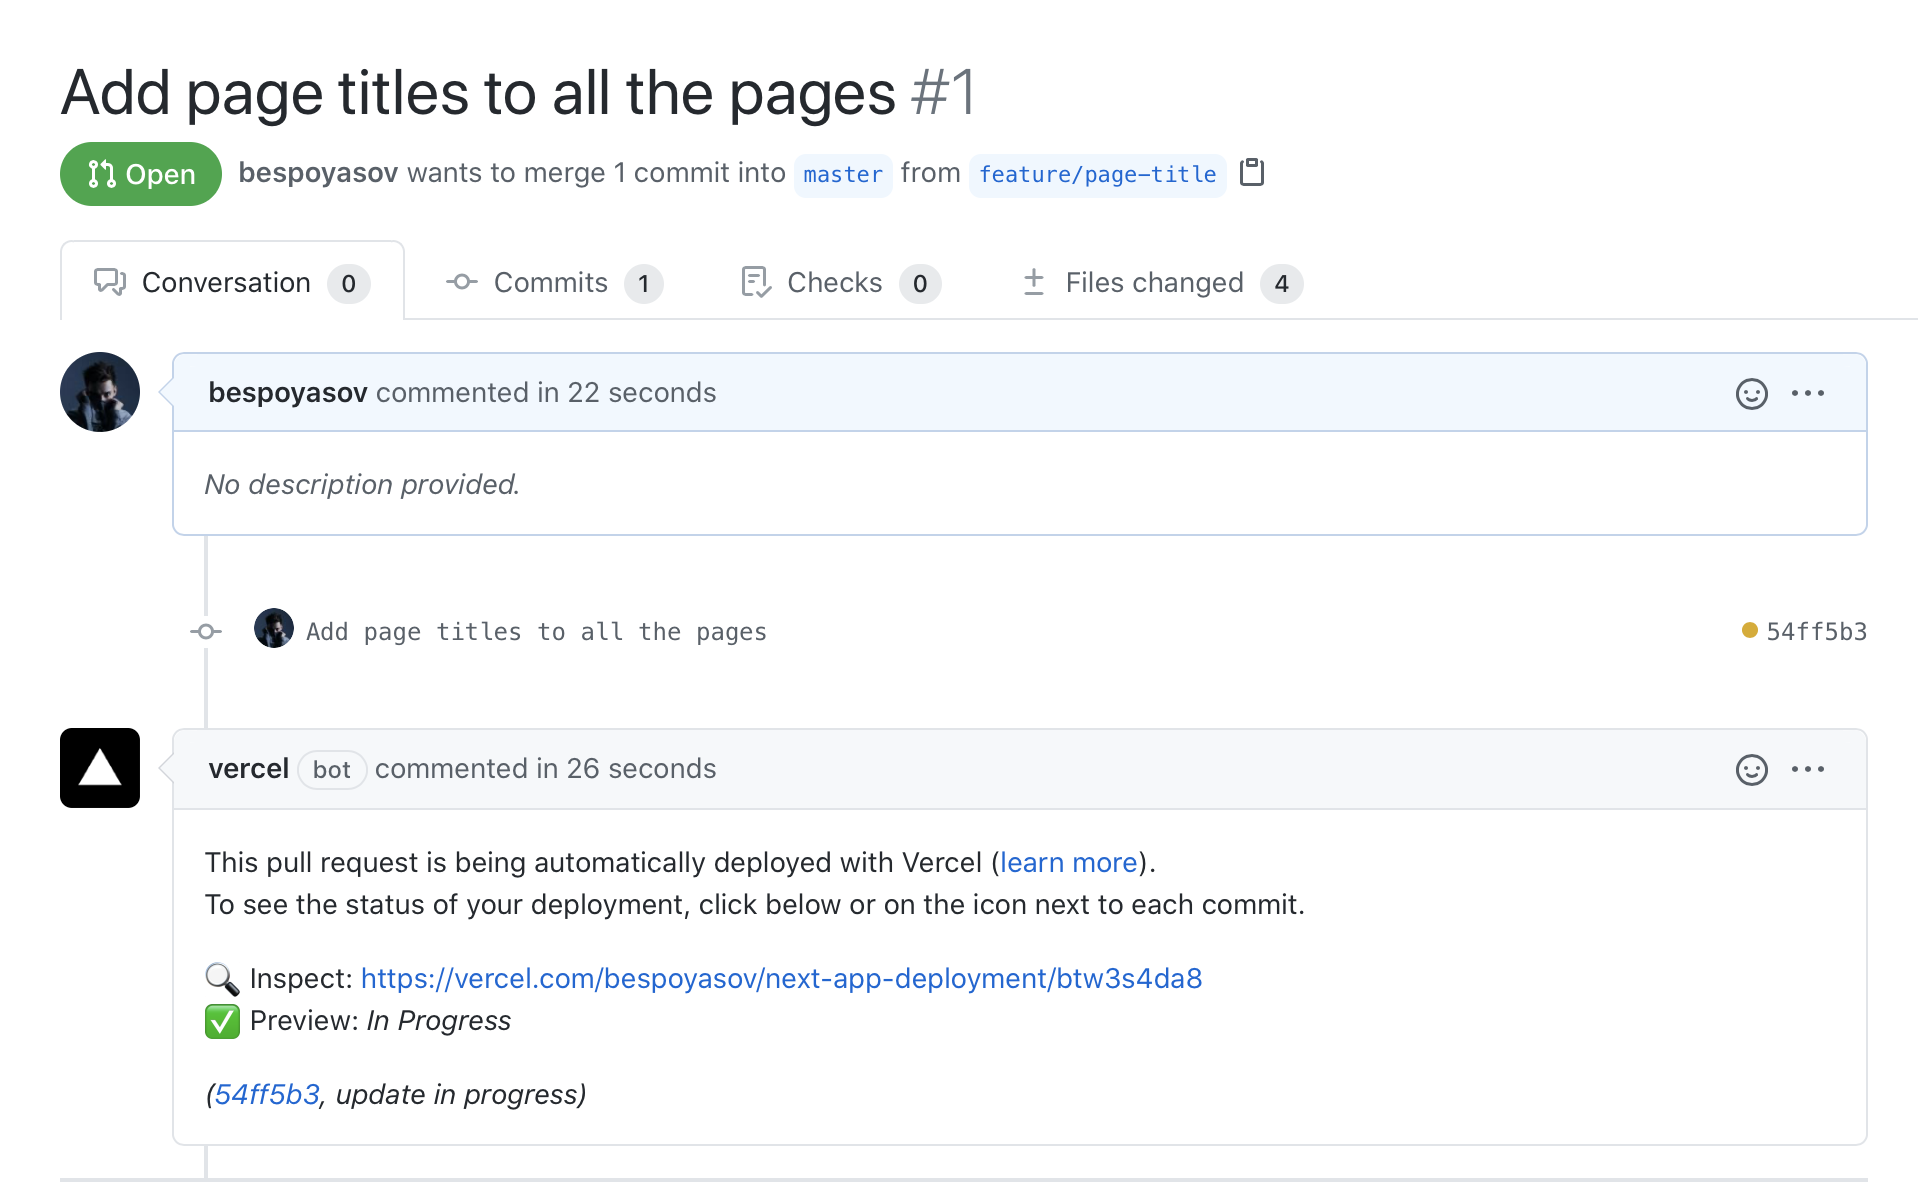 Add page titles to all the pages #1
Open bespoyasov wants to merge 1 commit into master from feature/page-title
Conversation 0 Commits 1 Checks 0 Files changed 4
bespoyasov commented in 22 seconds
No description provided.
Add page titles to all the pages 54ff5b3
vercel bot commented in 26 seconds
This pull request is being automatically deployed with Vercel (learn more).
To see the status of your deployment, click below or on the icon next to each commit.
🔍 Inspect: https://vercel.com/bespoyasov/next-app-deployment/btw3s4da8
✅ Preview: In Progress
(54ff5b3, update in progress)